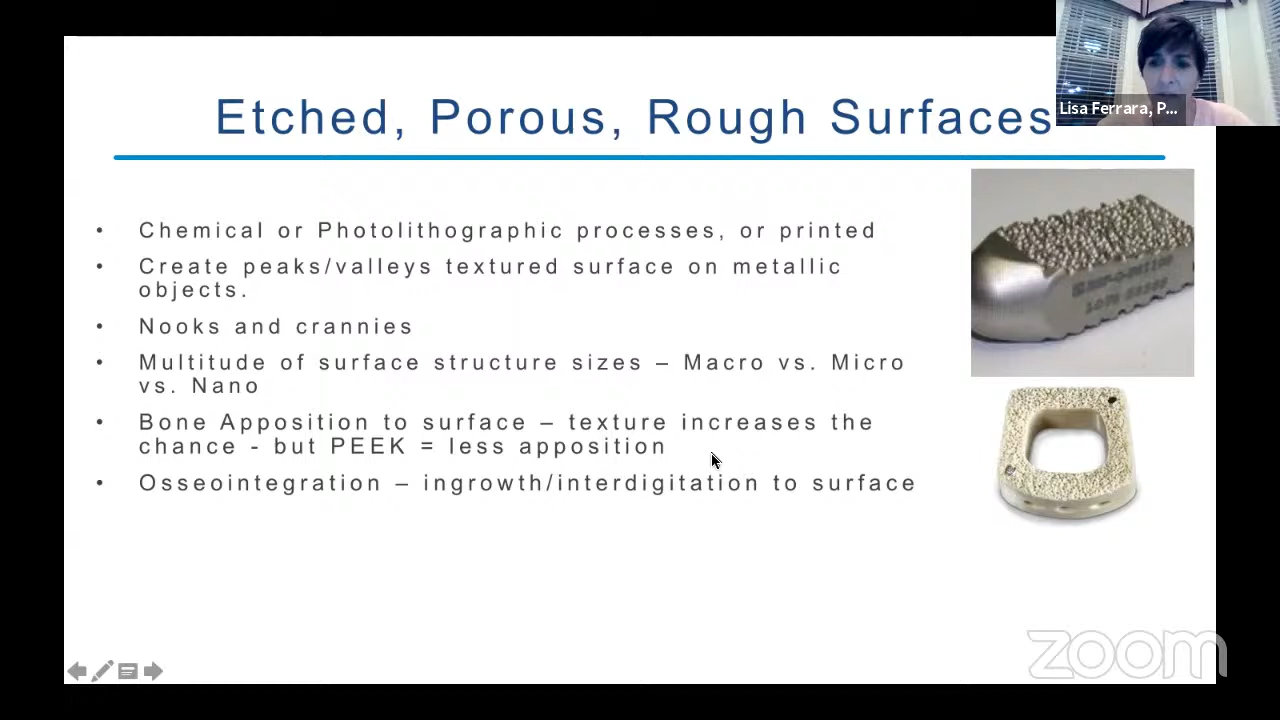 Etched, Porous, Rough Surfaces
Lisa Ferrara, P...
• Chemical or Photolithographic processes, or printed
• Create peaks/valleys textured surface on metallic
objects.
• Nooks and crannies
• Multitude of surface structure sizes – Macro vs. Micro
vs. Nano
• Bone Apposition to surface – texture increases the
chance - but PEEK = less apposition
• Osseointegration – ingrowth/interdigitation to surface
zoom